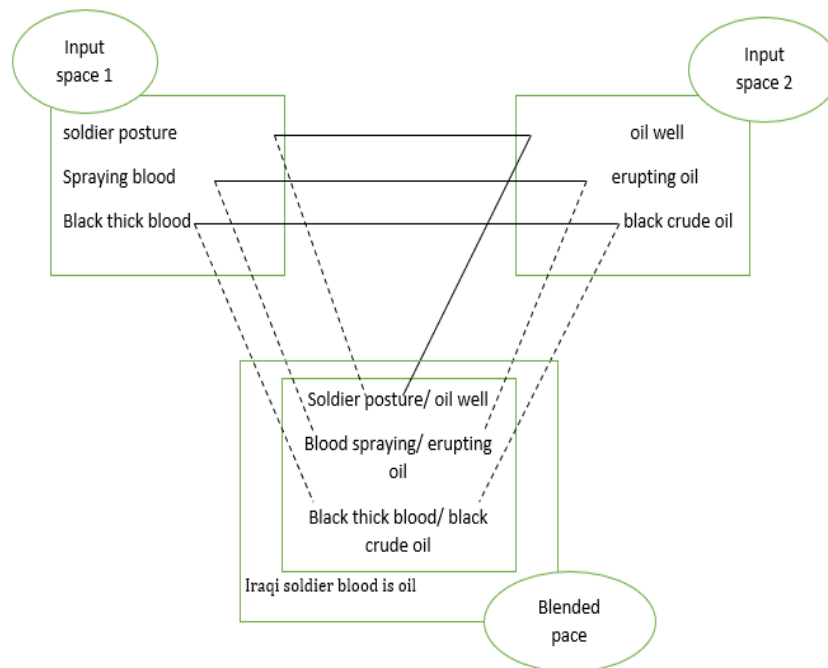 Input
space 1
Input
space 2
soldier posture
Spraying blood
Black thick blood
oil well
erupting oil
black crude oil
Soldier posture/ oil well
Blood spraying/ erupting
oil
Black thick blood/ black
crude oil
Iraqi soldier blood is oil
Blended
pace